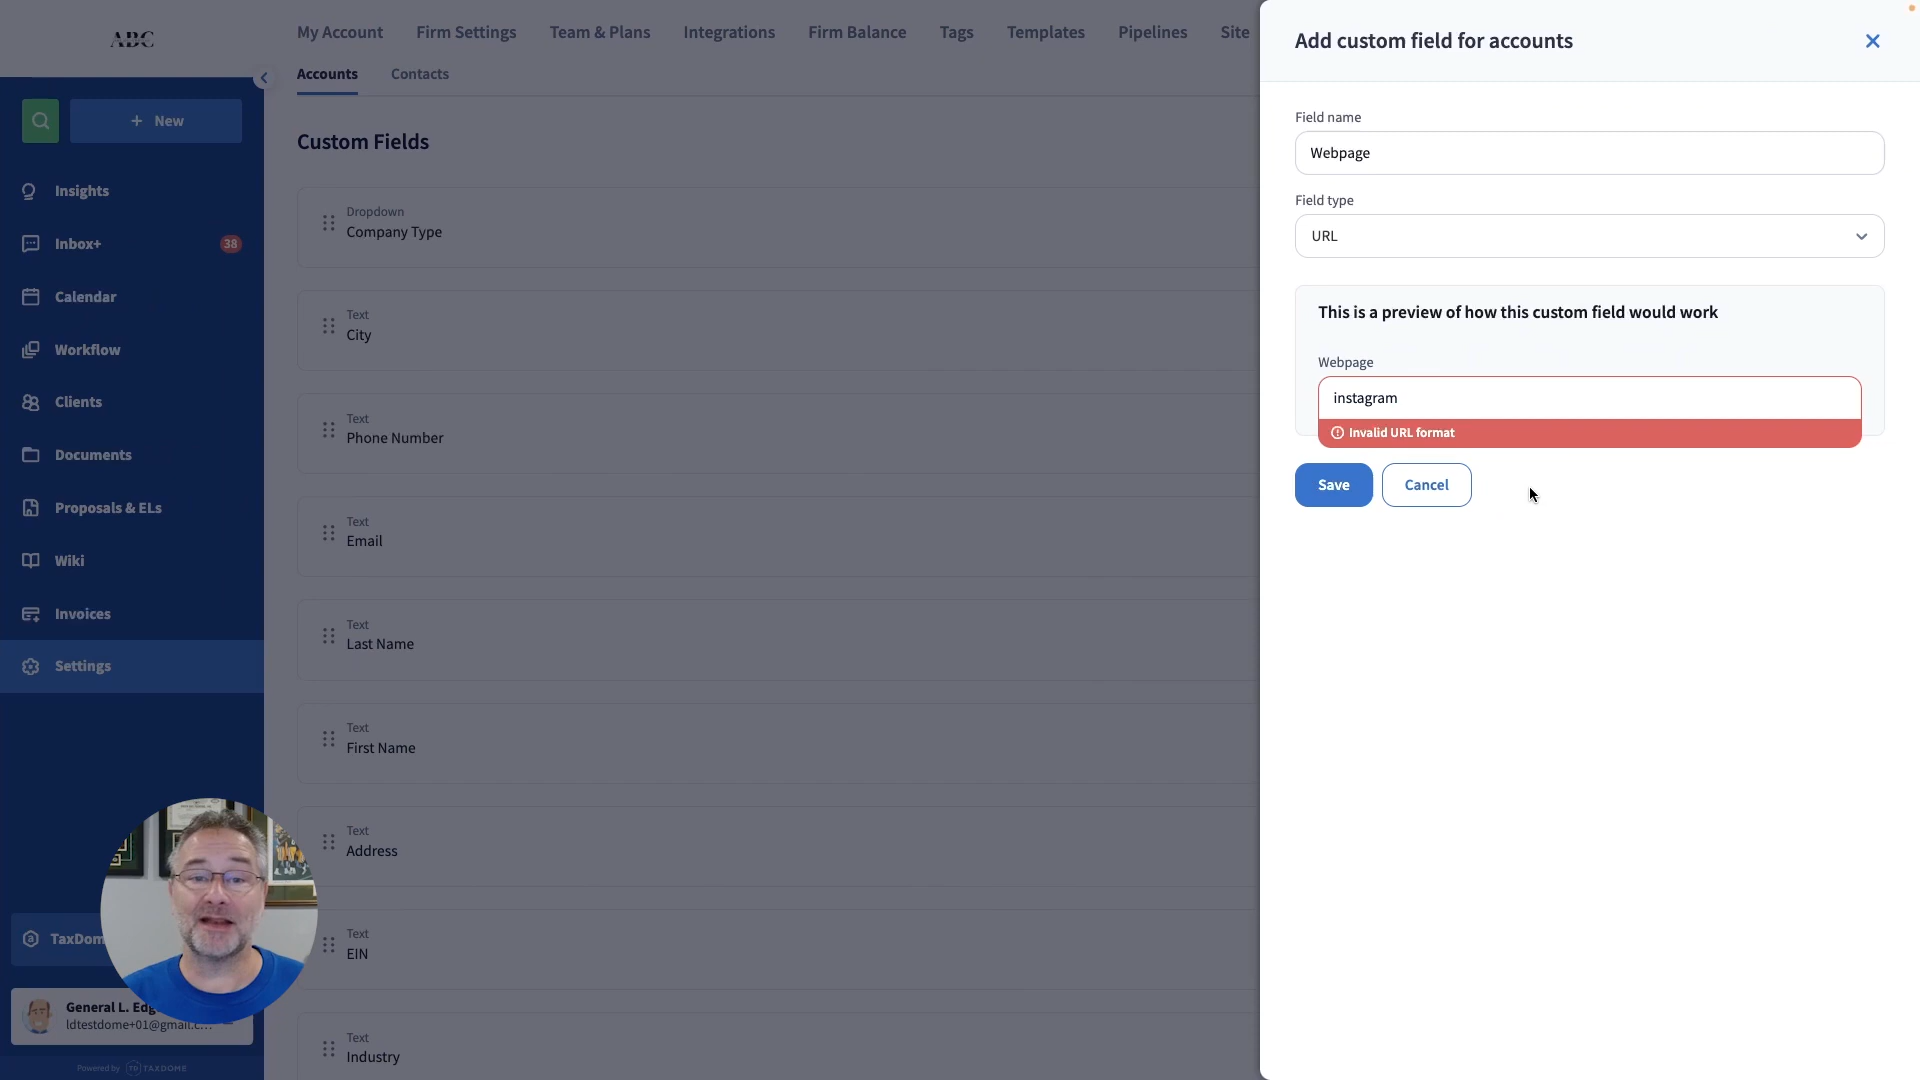 ABC
My Account
Firm Settings
Team & Plans
Integrations
Firm Balance
Tags
Templates
Pipelines
Site
Accounts
Contacts
New
Insights
Inbox+
38
Calendar
Workflow
Clients
Documents
Proposals & ELs
Wiki
Invoices
Settings
TaxDom
General L. Edg
ldtestdome+01@gmail.c...
Powered by TD TAXDOME
Custom Fields
Dropdown
Company Type
Text
City
Text
Phone Number
Text
Email
Text
Last Name
Text
First Name
Text
Address
Text
EIN
Text
Industry
Add custom field for accounts
Field name
Webpage
Field type
URL
This is a preview of how this custom field would work
Webpage
instagram
Invalid URL format
Save
Cancel